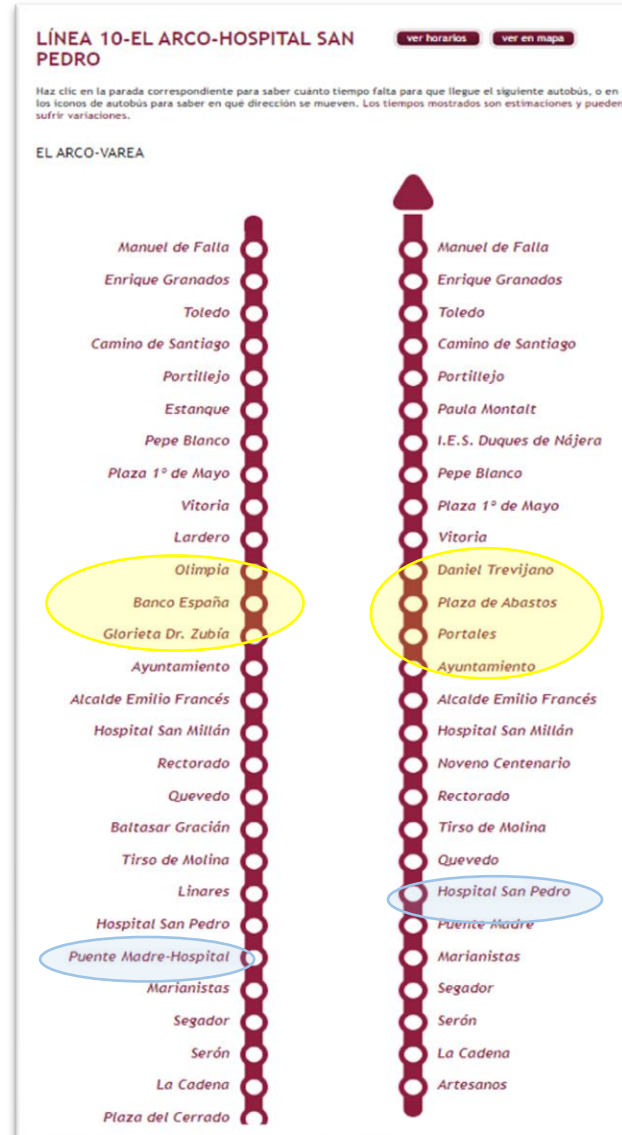 LÍNEA 10-EL ARCO-HOSPITAL SAN
PEDRO
ver horarios
ver en mapa
Haz clic en la parada correspondiente para saber cuánto tiempo falta para que llegue el siguiente autobús, o en
los iconos de autobús para saber en qué dirección se mueven. Los tiempos mostrados son estimaciones y pueden
sufrir variaciones.
EL ARCO-VAREA
Manuel de Falla
Enrique Granados
Toledo
Camino de Santiago
Portillejo
Estanque
Pepe Blanco
Plaza 1º de Mayo
Vitoria
Lardero
Olimpia
Banco España
Glorieta Dr. Zubía
Ayuntamiento
Alcalde Emilio Francés
Hospital San Millán
Rectorado
Quevedo
Baltasar Gracián
Tirso de Molina
Linares
Hospital San Pedro
Puente Madre-Hospital
Marianistas
Segador
Serón
La Cadena
Plaza del Cerrado
Manuel de Falla
Enrique Granados
Toledo
Camino de Santiago
Portillejo
Paula Montalt
I.E.S. Duques de Nájera
Pepe Blanco
Plaza 1º de Mayo
Vitoria
Daniel Trevijano
Plaza de Abastos
Portales
Ayuntamiento
Alcalde Emilio Francés
Hospital San Millán
Noveno Centenario
Rectorado
Tirso de Molina
Quevedo
Hospital San Pedro
Puente Madre
Marianistas
Segador
Serón
La Cadena
Artesanos